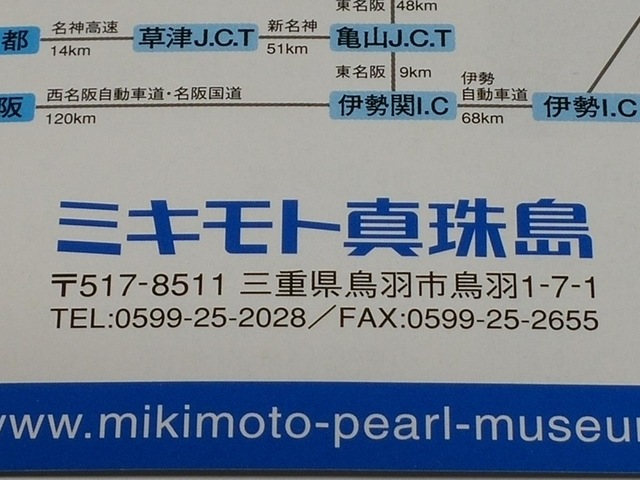 東名阪 48km
都 名神高速 14km 草津J.C.T 新名神 51km 亀山J.C.T
東名阪 9km
阪 西名阪自動車道・名阪国道 120km 伊勢関I.C 伊勢自動車道 68km 伊勢I.C
ミキモト真珠島
〒517-8511 三重県鳥羽市鳥羽1-7-1
TEL:0599-25-2028／FAX:0599-25-2655
www.mikimoto-pearl-museum